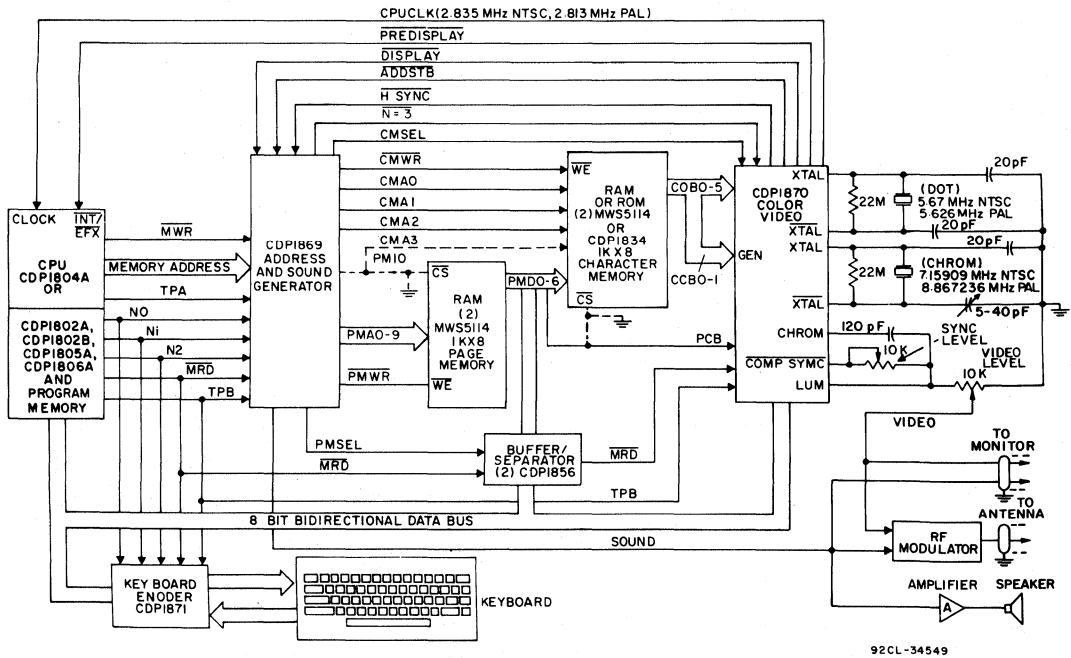 CPUCLK(2.835 MHz NTSC, 2.813 MHz PAL)
PREDISPLAY
DISPLAY
ADDSTB
H SYNC
N = 3
CMSEL
CLOCK
INT/
EFX
CPU
CDP1804A
OR
CDP1802A,
CDP1802B,
CDP1805A,
CDP1806A
AND
PROGRAM
MEMORY
MWR
MEMORY ADDRESS
TPA
NO
Ni
N2
MRD
TPB
CDP1869
ADDRESS
AND SOUND
GENERATOR
CMWR
CMA0
CMA1
CMA2
CMA3
PM10
PMA0-9
PMWR
CS
RAM
(2)
MWS5114
1KX8
PAGE
MEMORY
WE
PMD0-6
WE
RAM
OR ROM
(2) MWS5114
OR
CDP1834
1K X 8
CHARACTER
MEMORY
CS
COBO-5
CCBO-1
PCB
XTAL
CDP1870
COLOR
VIDEO
XTAL
XTAL
GEN
XTAL
CHROM
COMP SYMC
LUM
20pF
22M
(DOT)
5.67 MHz NTSC
5.626 MHz PAL
20pF
20pF
22M
(CHROM)
7.15909 MHz NTSC
8.867236 MHz PAL
5-40pF
120 pF
SYNC
LEVEL
10K
VIDEO
LEVEL
10 K
VIDEO
PMSEL
MRD
BUFFER/
SEPARATOR
(2) CDP1856
MRD
TPB
8 BIT BIDIRECTIONAL DATA BUS
SOUND
TO
MONITOR
TO
ANTENNA
RF
MODULATOR
AMPLIFIER
SPEAKER
A
KEY BOARD
ENODER
CDP1871
KEYBOARD
92CL-34549